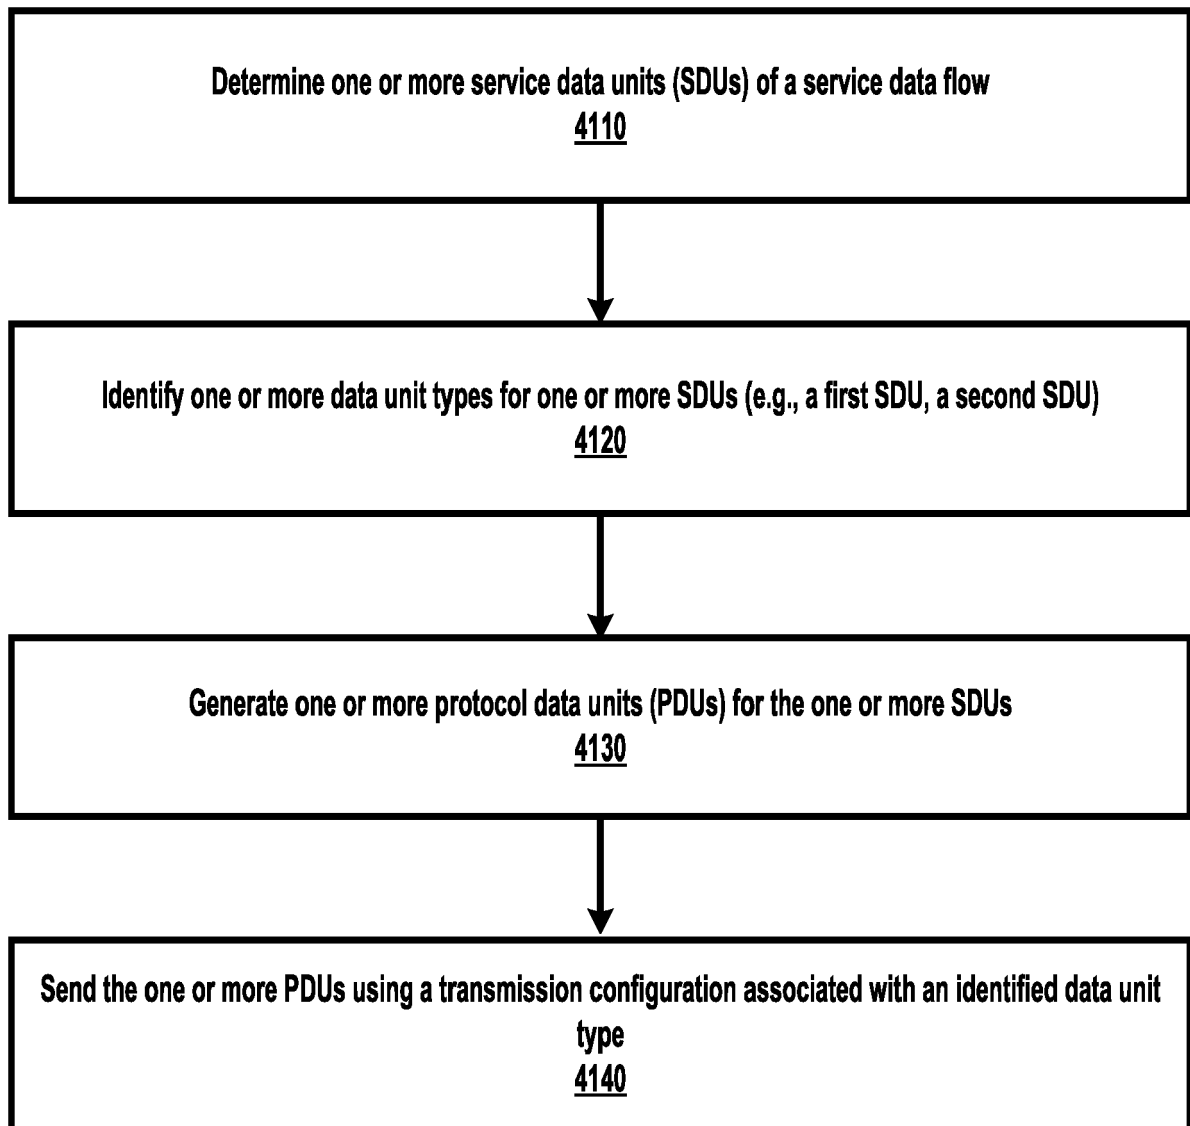 Determine one or more service data units (SDUs) of a service data flow
4110
Identify one or more data unit types for one or more SDUs (e.g., a first SDU, a second SDU)
4120
Generate one or more protocol data units (PDUs) for the one or more SDUs
4130
Send the one or more PDUs using a transmission configuration associated with an identified data unit
type
4140